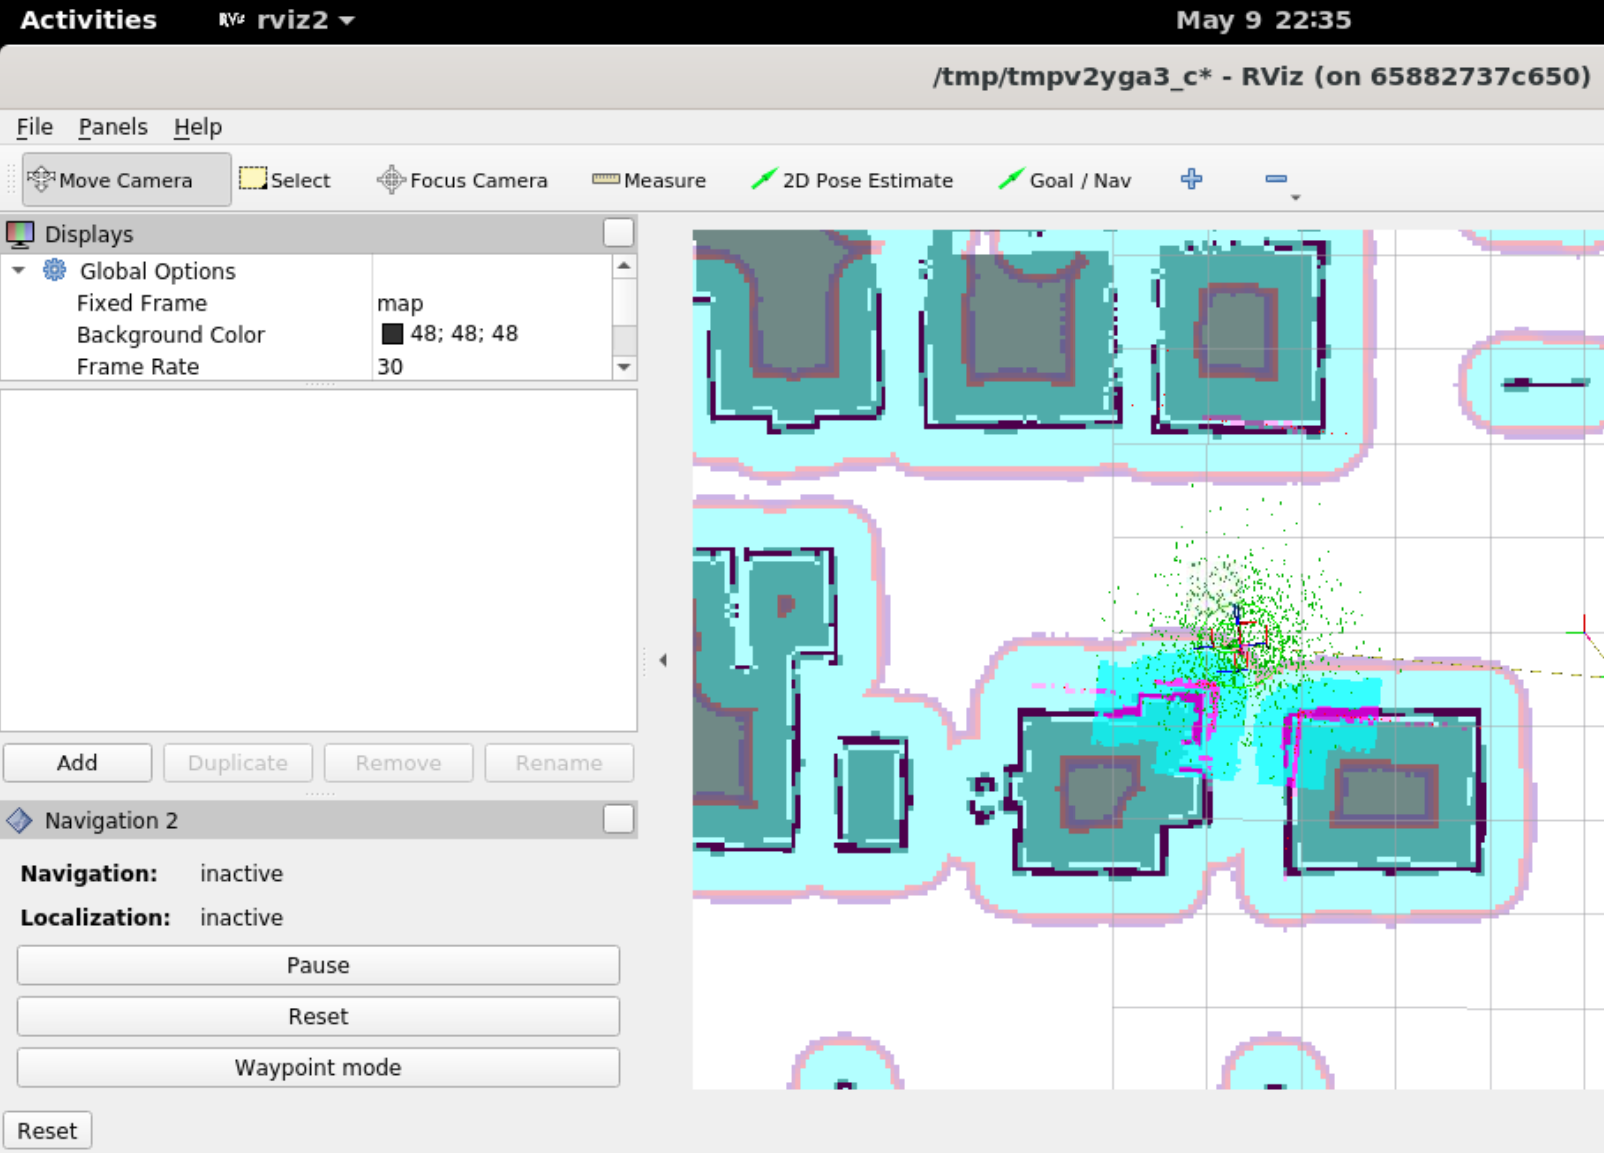 Activities RViz rviz2 May 9 22:35
/tmp/tmpv2yga3_c* - RViz (on 65882737c650)
File Panels Help
Move Camera Select Focus Camera Measure 2D Pose Estimate Goal / Nav
Displays
Global Options
Fixed Frame map
Background Color 48; 48; 48
Frame Rate 30
Add Duplicate Remove Rename
Navigation 2
Navigation: inactive
Localization: inactive
Pause
Reset
Waypoint mode
Reset